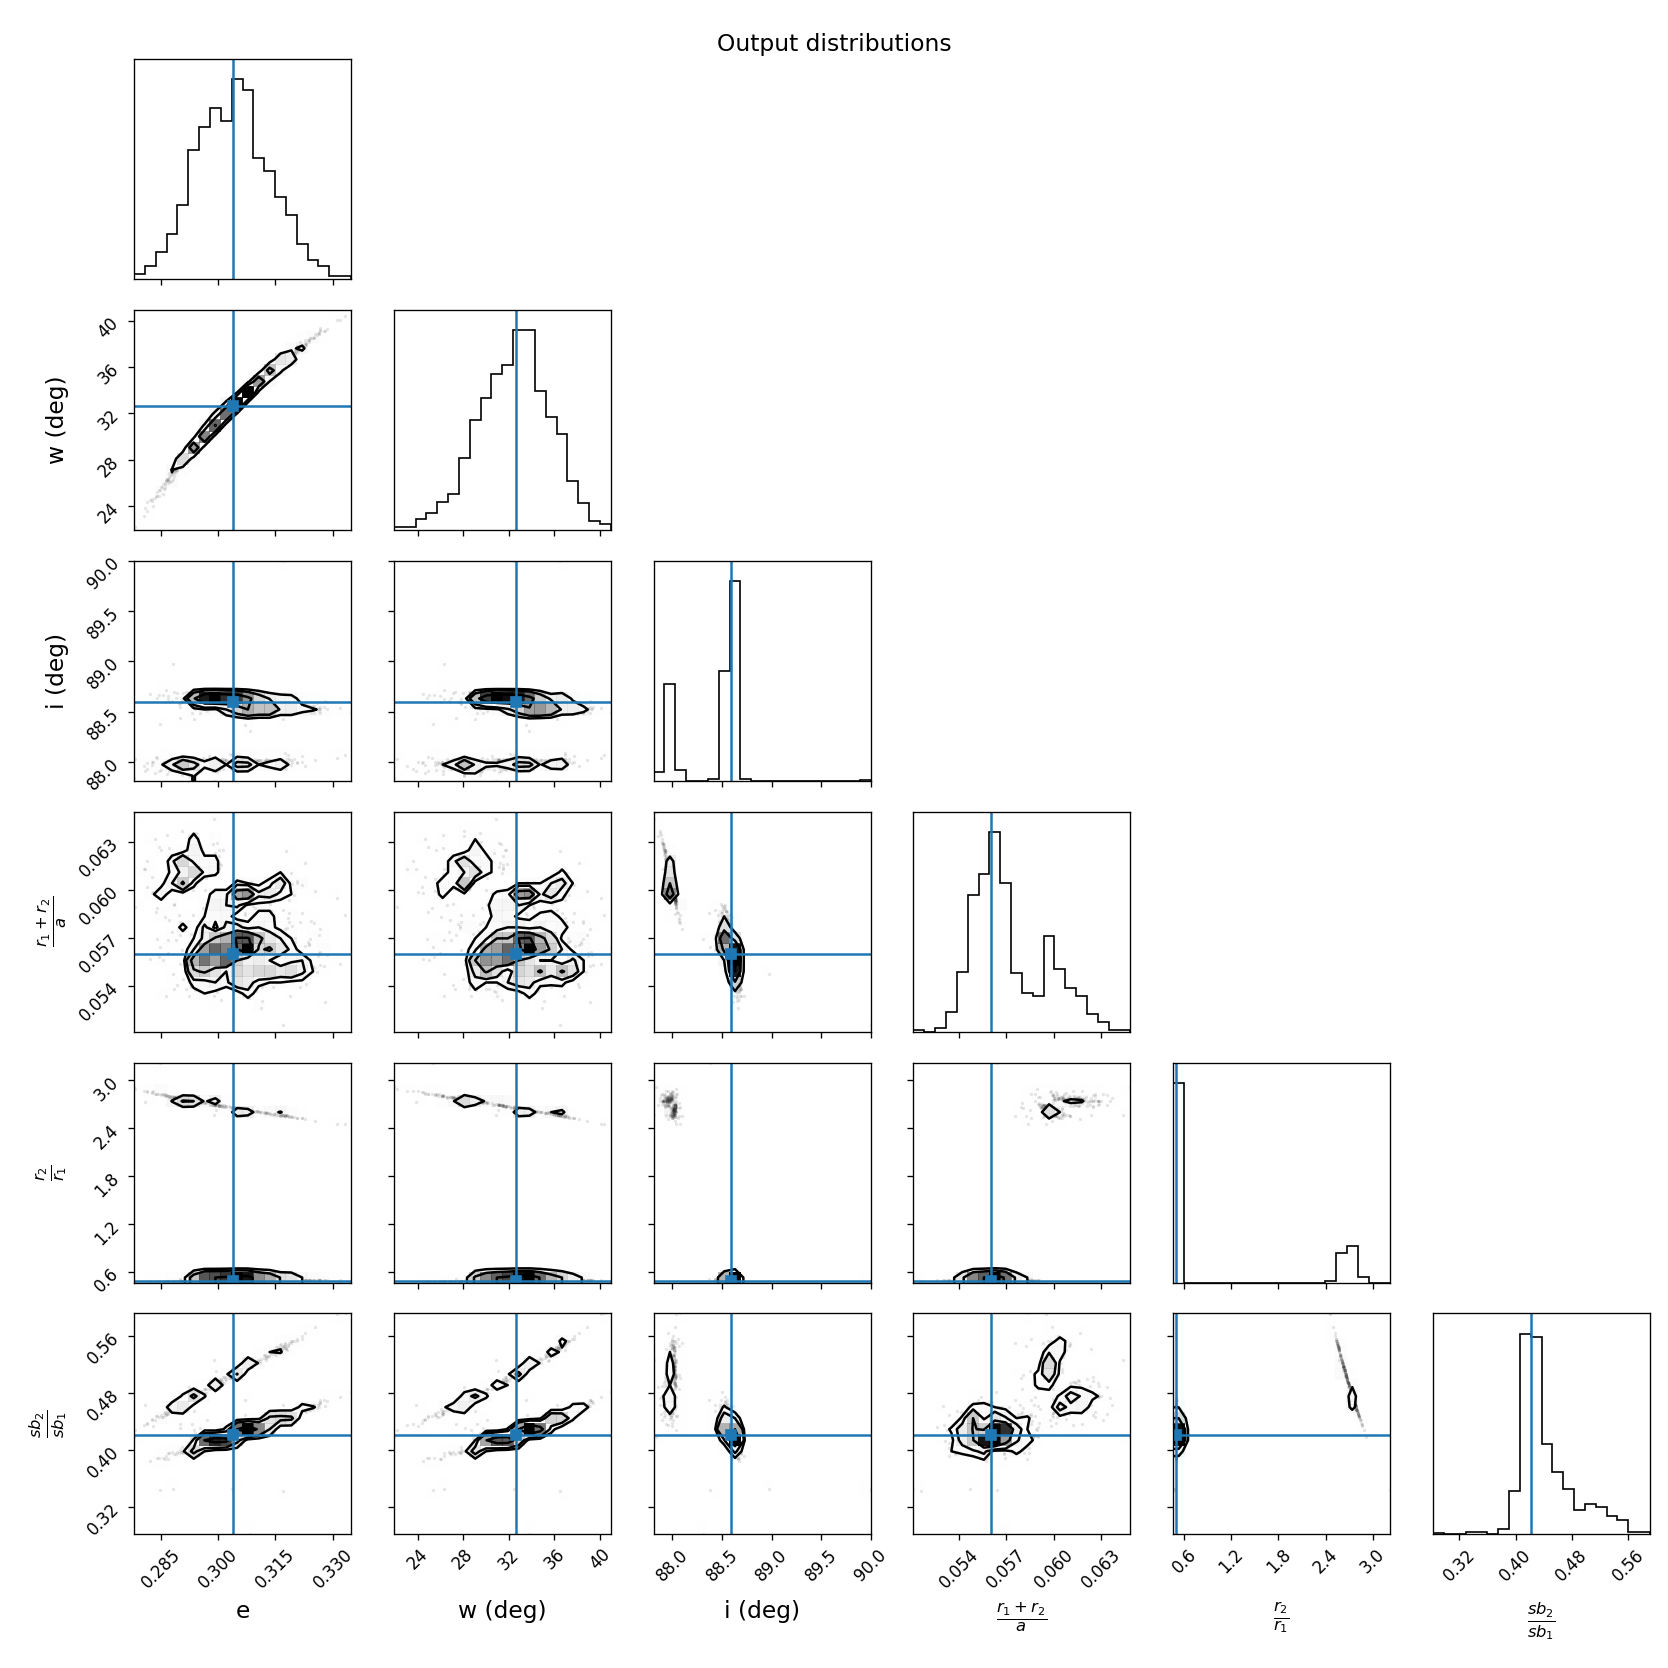 Output distributions
w (deg)
40
36
32
28
24
i (deg)
90.0
89.5
89.0
88.5
88.0
r₁ + r₂
a
0.063
0.060
0.057
0.054
r₂
r₁
3.0
2.4
1.8
1.2
0.6
sb₂
sb₁
0.56
0.48
0.40
0.32
0.285 0.300 0.315 0.330 24 28 32 36 40 88.0 88.5 89.0 89.5 90.0 0.054 0.057 0.060 0.063 0.6 1.2 1.8 2.4 3.0 0.32 0.40 0.48 0.56
e w (deg) i (deg) r₁ + r₂ r₂ sb₂
a r₁ sb₁